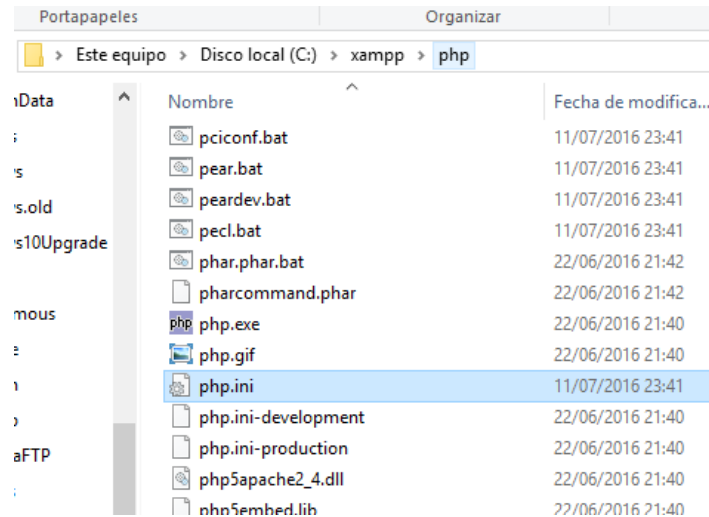 Portapapeles Organizar
Este equipo > Disco local (C:) > xampp > php
nData Nombre Fecha de modifica...
pciconf.bat 11/07/2016 23:41
pear.bat 11/07/2016 23:41
peardev.bat 11/07/2016 23:41
s.old
pecl.bat 11/07/2016 23:41
s10Upgrade
phar.phar.bat 22/06/2016 21:42
pharcommand.phar 22/06/2016 21:42
mous
php php.exe 22/06/2016 21:40
php.gif 22/06/2016 21:40
php.ini 11/07/2016 23:41
php.ini-development 22/06/2016 21:40
php.ini-production 22/06/2016 21:40
aFTP
php5apache2_4.dll 22/06/2016 21:40
php5embed.lib 22/06/2016 21:40